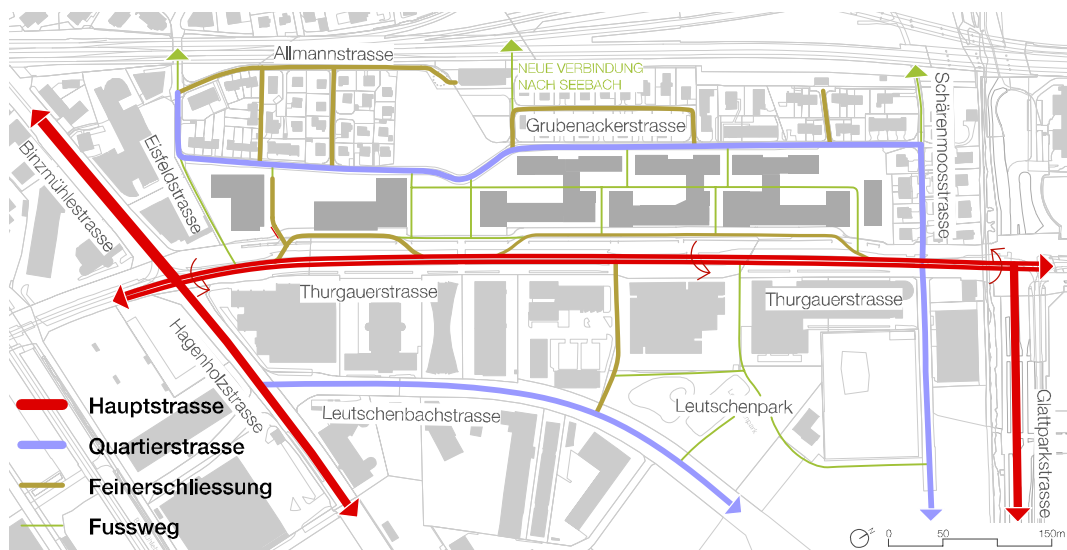 Allmannstrasse
NEUE VERBINDUNG
NACH SEEBACH
Grubenackerstrasse
Schärenmoosstrasse
Eisfeldstrasse
Binzmühlestrasse
Thurgauerstrasse
Thurgauerstrasse
Hagenholzstrasse
Leutschenbachstrasse
Leutschenpark
Glattparkstrasse
Hauptstrasse
Quartierstrasse
Feinerschliessung
Fussweg
0 50 150m